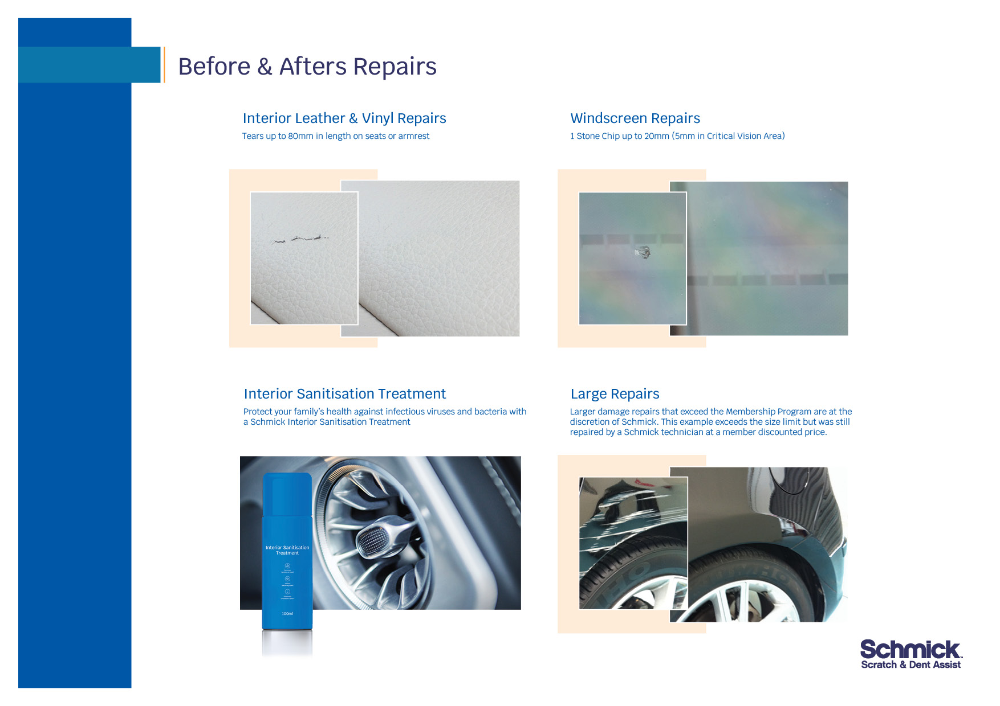 Before & Afters Repairs
Interior Leather & Vinyl Repairs
Tears up to 80mm in length on seats or armrest
Windscreen Repairs
1 Stone Chip up to 20mm (5mm in Critical Vision Area)
Interior Sanitisation Treatment
Protect your family's health against infectious viruses and bacteria with
a Schmick Interior Sanitisation Treatment
Large Repairs
Larger damage repairs that exceed the Membership Program are at the
discretion of Schmick. This example exceeds the size limit but was still
repaired by a Schmick technician at a member discounted price.
Interior Sanitisation
Treatment
100ml
Schmick™
Scratch & Dent Assist